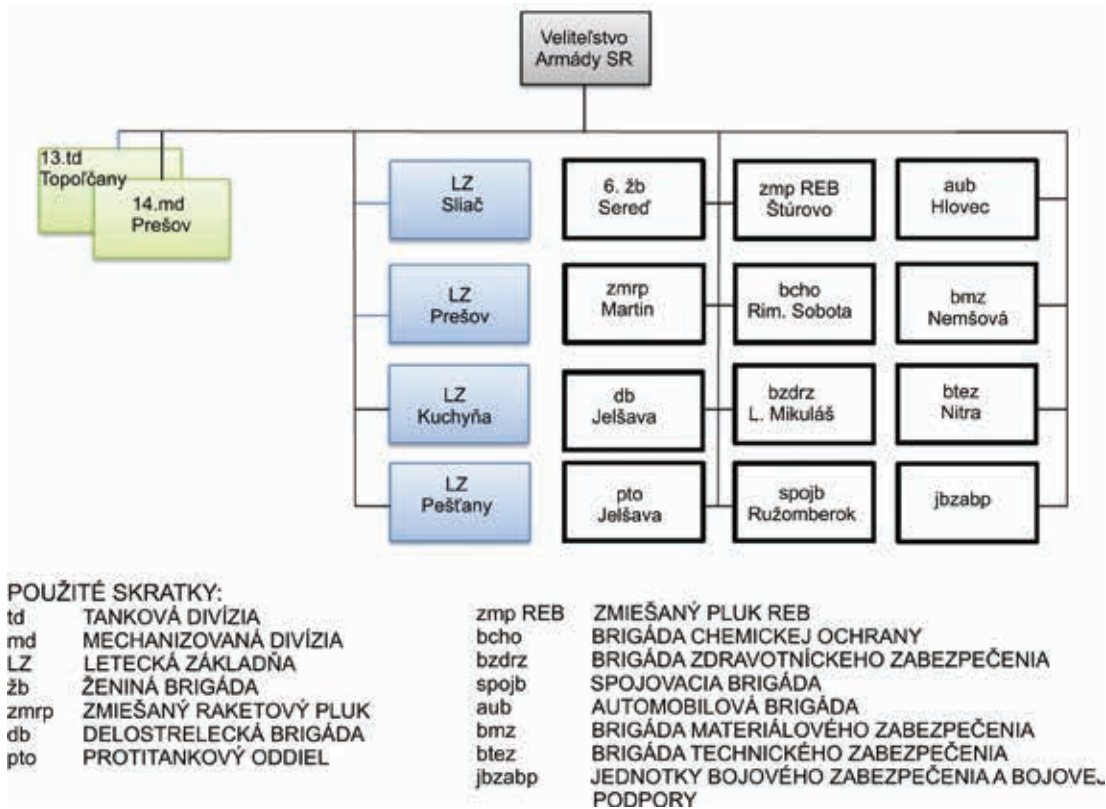 Veliteľstvo
Armády SR
13.td
Topoľčany
14.md
Prešov
LZ
Sliač
6. žb
Sereď
zmp REB
Štúrovo
aub
Hlovec
LZ
Prešov
zmrp
Martin
bcho
Rim. Sobota
bmz
Nemšová
LZ
Kuchyňa
db
Jelšava
bzdrz
L. Mikuláš
btez
Nitra
LZ
Pešťany
pto
Jelšava
spojb
Ružomberok
jbzabp
POUŽITÉ SKRATKY:
td TANKOVÁ DIVÍZIA
md MECHANIZOVANÁ DIVÍZIA
LZ LETECKÁ ZÁKLADŇA
žb ŽENINÁ BRIGÁDA
zmrp ZMIEŠANÝ RAKETOVÝ PLUK
db DELOSTRELECKÁ BRIGÁDA
pto PROTITANKOVÝ ODDIEL
zmp REB ZMIEŠANÝ PLUK REB
bcho BRIGÁDA CHEMICKEJ OCHRANY
bzdrz BRIGÁDA ZDRAVOTNÍCKEHO ZABEZPEČENIA
spojb SPOJOVACIA BRIGÁDA
aub AUTOMOBILOVÁ BRIGÁDA
bmz BRIGÁDA MATERIÁLOVÉHO ZABEZPEČENIA
btez BRIGÁDA TECHNICKÉHO ZABEZPEČENIA
jbzabp JEDNOTKY BOJOVÉHO ZABEZPEČENIA A BOJOVEJ
PODPORY